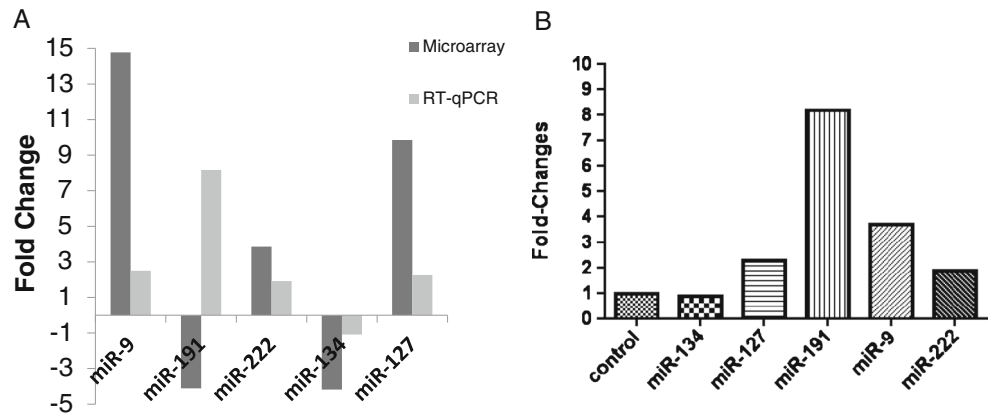 A
Fold Change
15
13
11
9
7
5
3
1
-1
-3
-5
Microarray
RT-qPCR
miR-9
miR-191
miR-222
miR-134
miR-127
B
Fold-Changes
10
9
8
7
6
5
4
3
2
1
0
control
miR-134
miR-127
miR-191
miR-9
miR-222